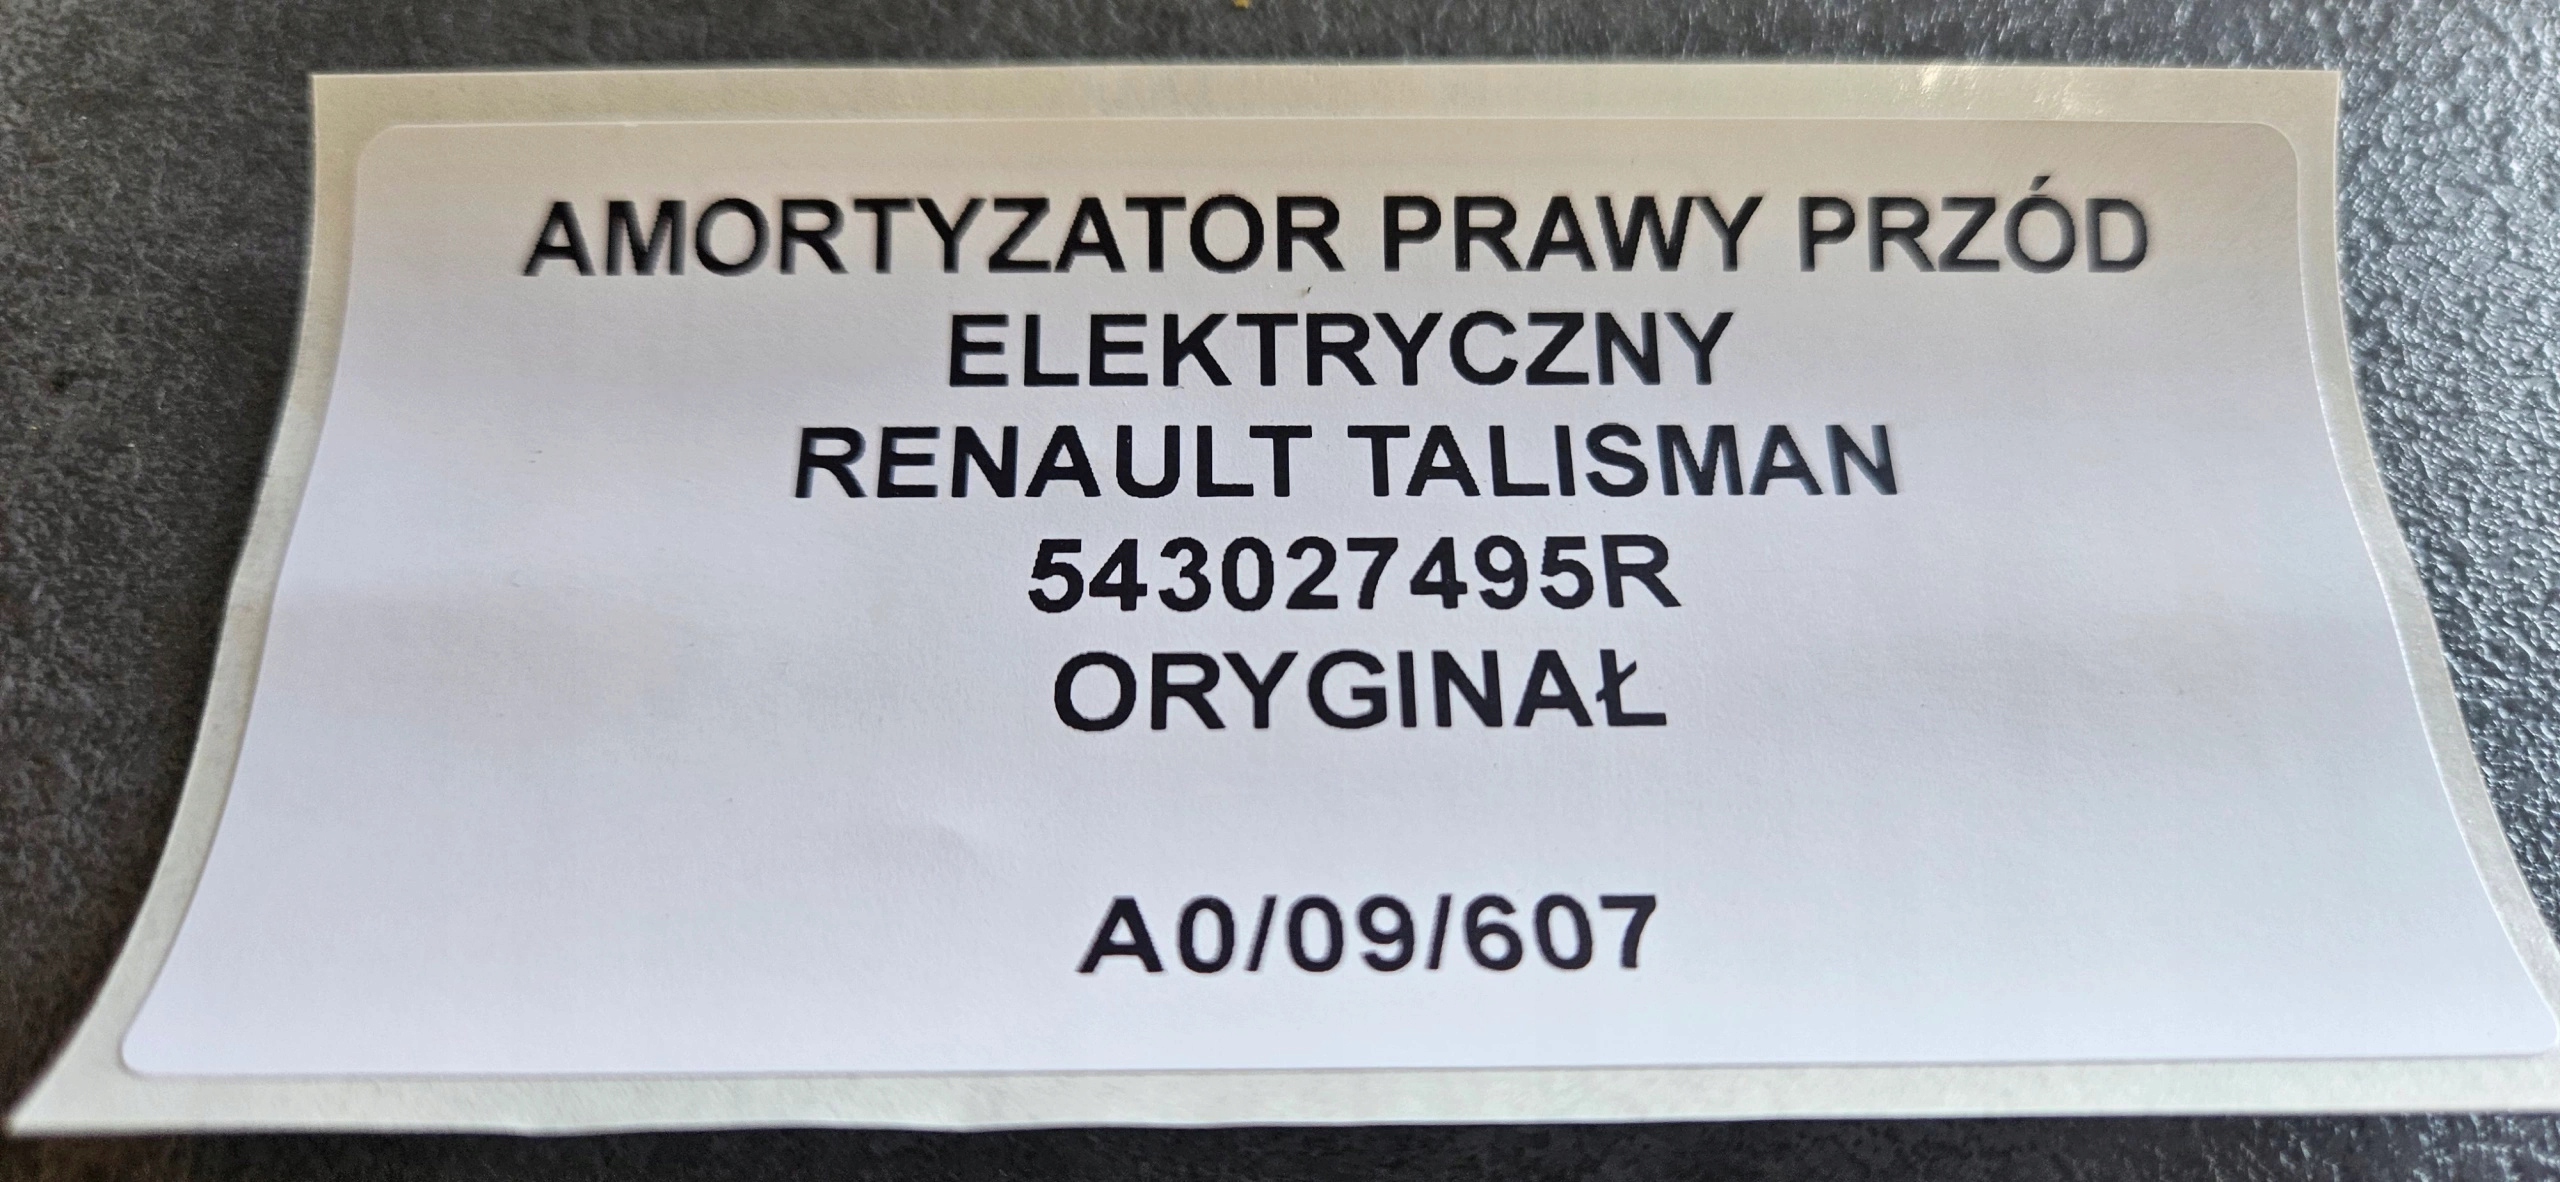 AMORTYZATOR PRAWY PRZÓD
ELEKTRYCZNY
RENAULT TALISMAN
543027495R
ORYGINAŁ
A0/09/607